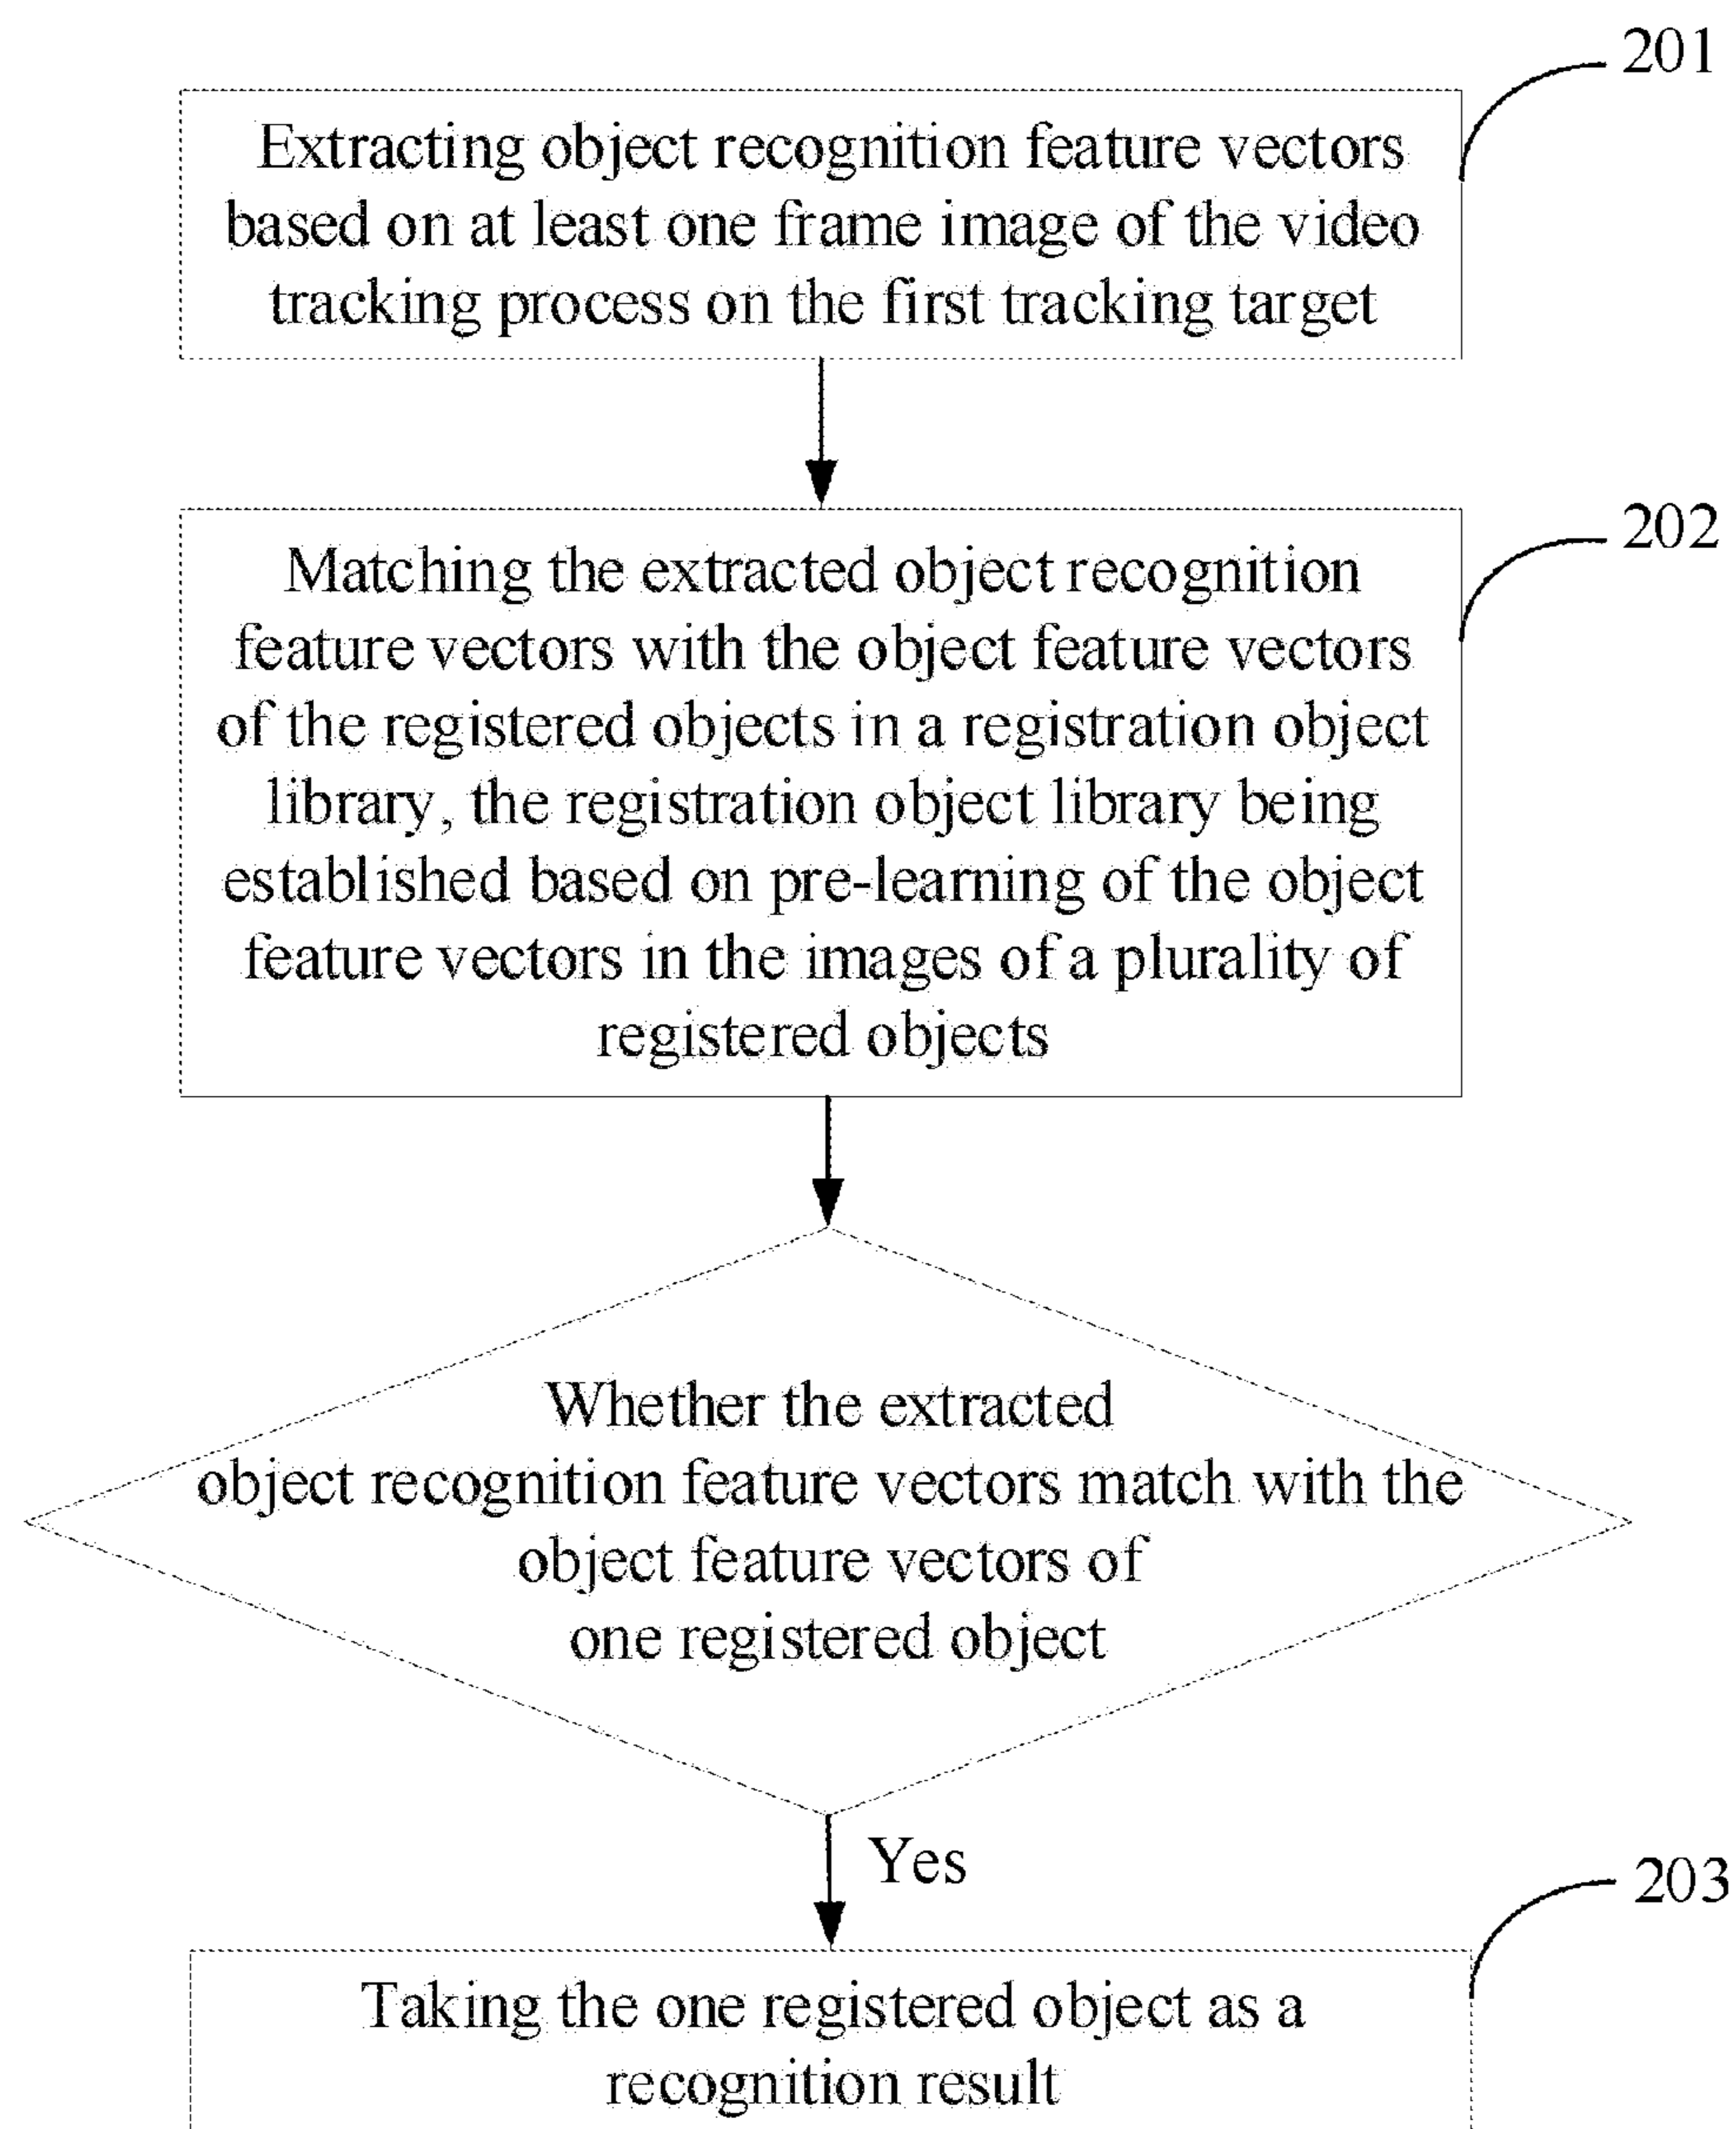 201
Extracting object recognition feature vectors
based on at least one frame image of the video
tracking process on the first tracking target
202
Matching the extracted object recognition
feature vectors with the object feature vectors
of the registered objects in a registration object
library, the registration object library being
established based on pre-learning of the object
feature vectors in the images of a plurality of
registered objects
Whether the extracted
object recognition feature vectors match with the
object feature vectors of
one registered object
Yes
203
Taking the one registered object as a
recognition result